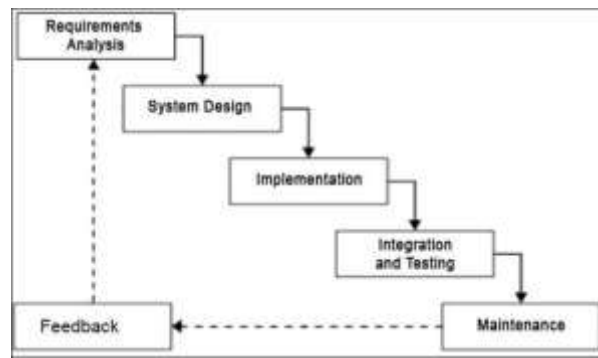 Requirements
Analysis
System Design
Implementation
Integration
and Testing
Feedback
Maintenance